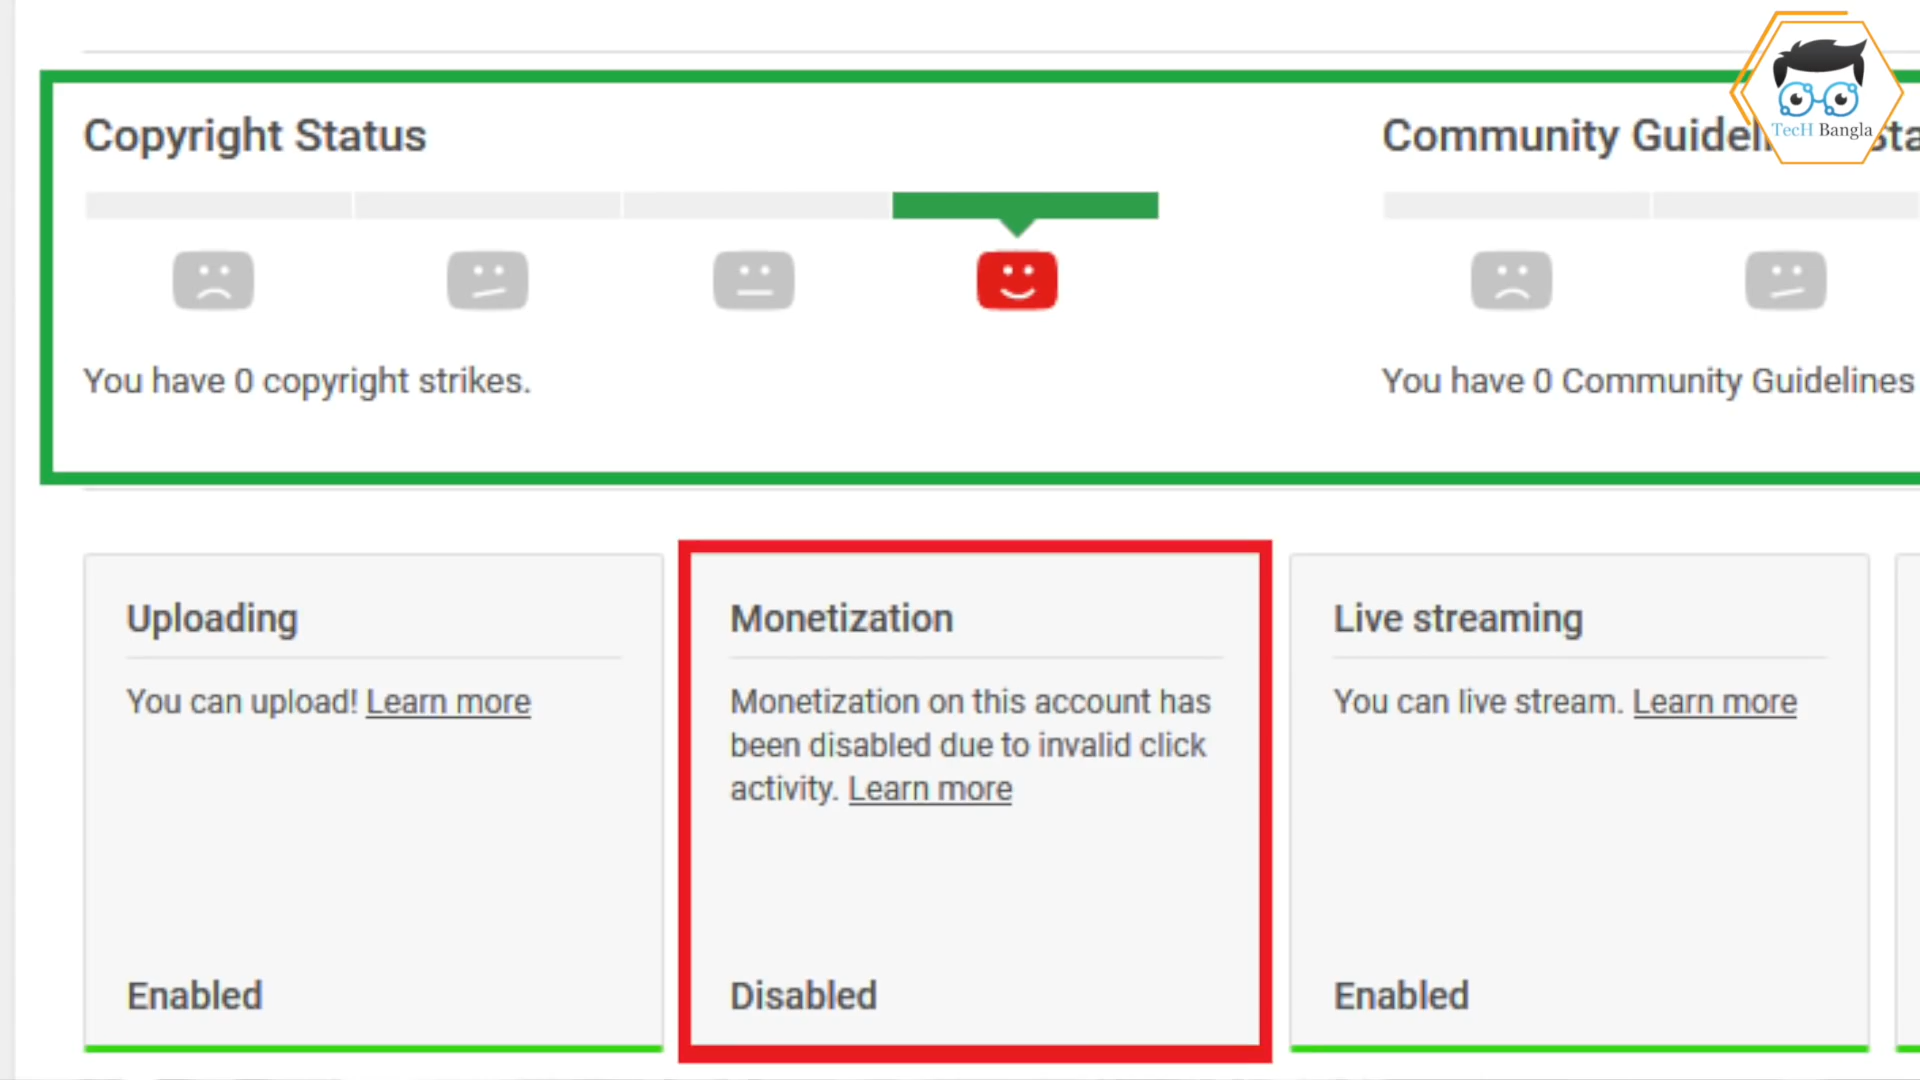 Copyright Status
Community Guideli sta
TecH Bangla
You have 0 copyright strikes.
You have 0 Community Guidelines
Uploading
You can upload! Learn more
Enabled
Monetization
Monetization on this account has
been disabled due to invalid click
activity. Learn more
Disabled
Live streaming
You can live stream. Learn more
Enabled